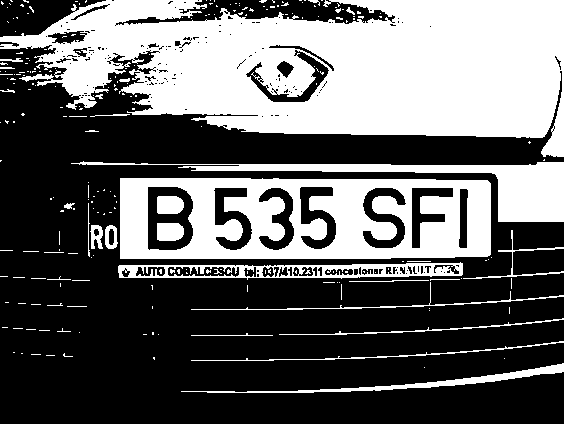 RO B 535 SFI
AUTO COBALCESCU tel: 037/410.2311 concesionar RENAULT